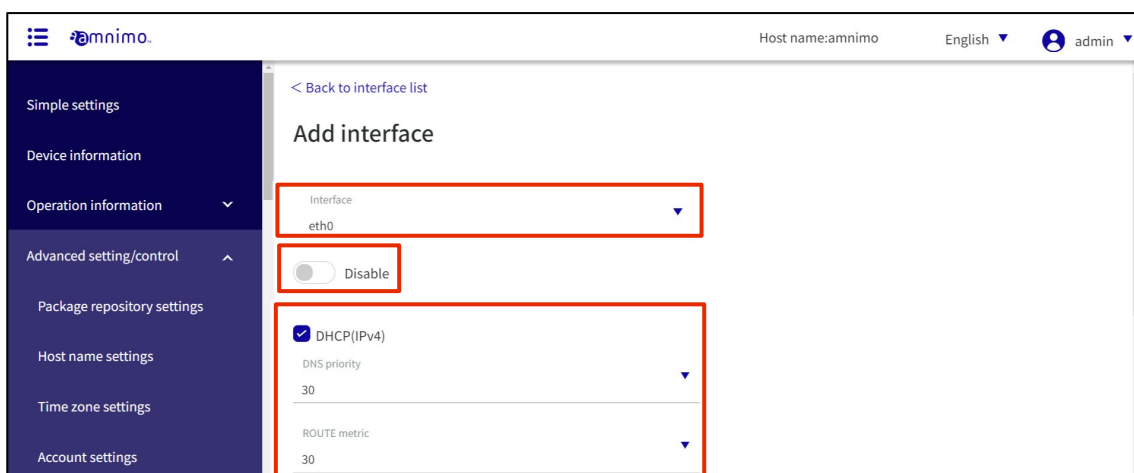 amnimo
Host name:amnimo
English
admin
Simple settings
Device information
Operation information
Advanced setting/control
Package repository settings
Host name settings
Time zone settings
Account settings
< Back to interface list
Add interface
Interface
eth0
Disable
DHCP(IPv4)
DNS priority
30
ROUTE metric
30